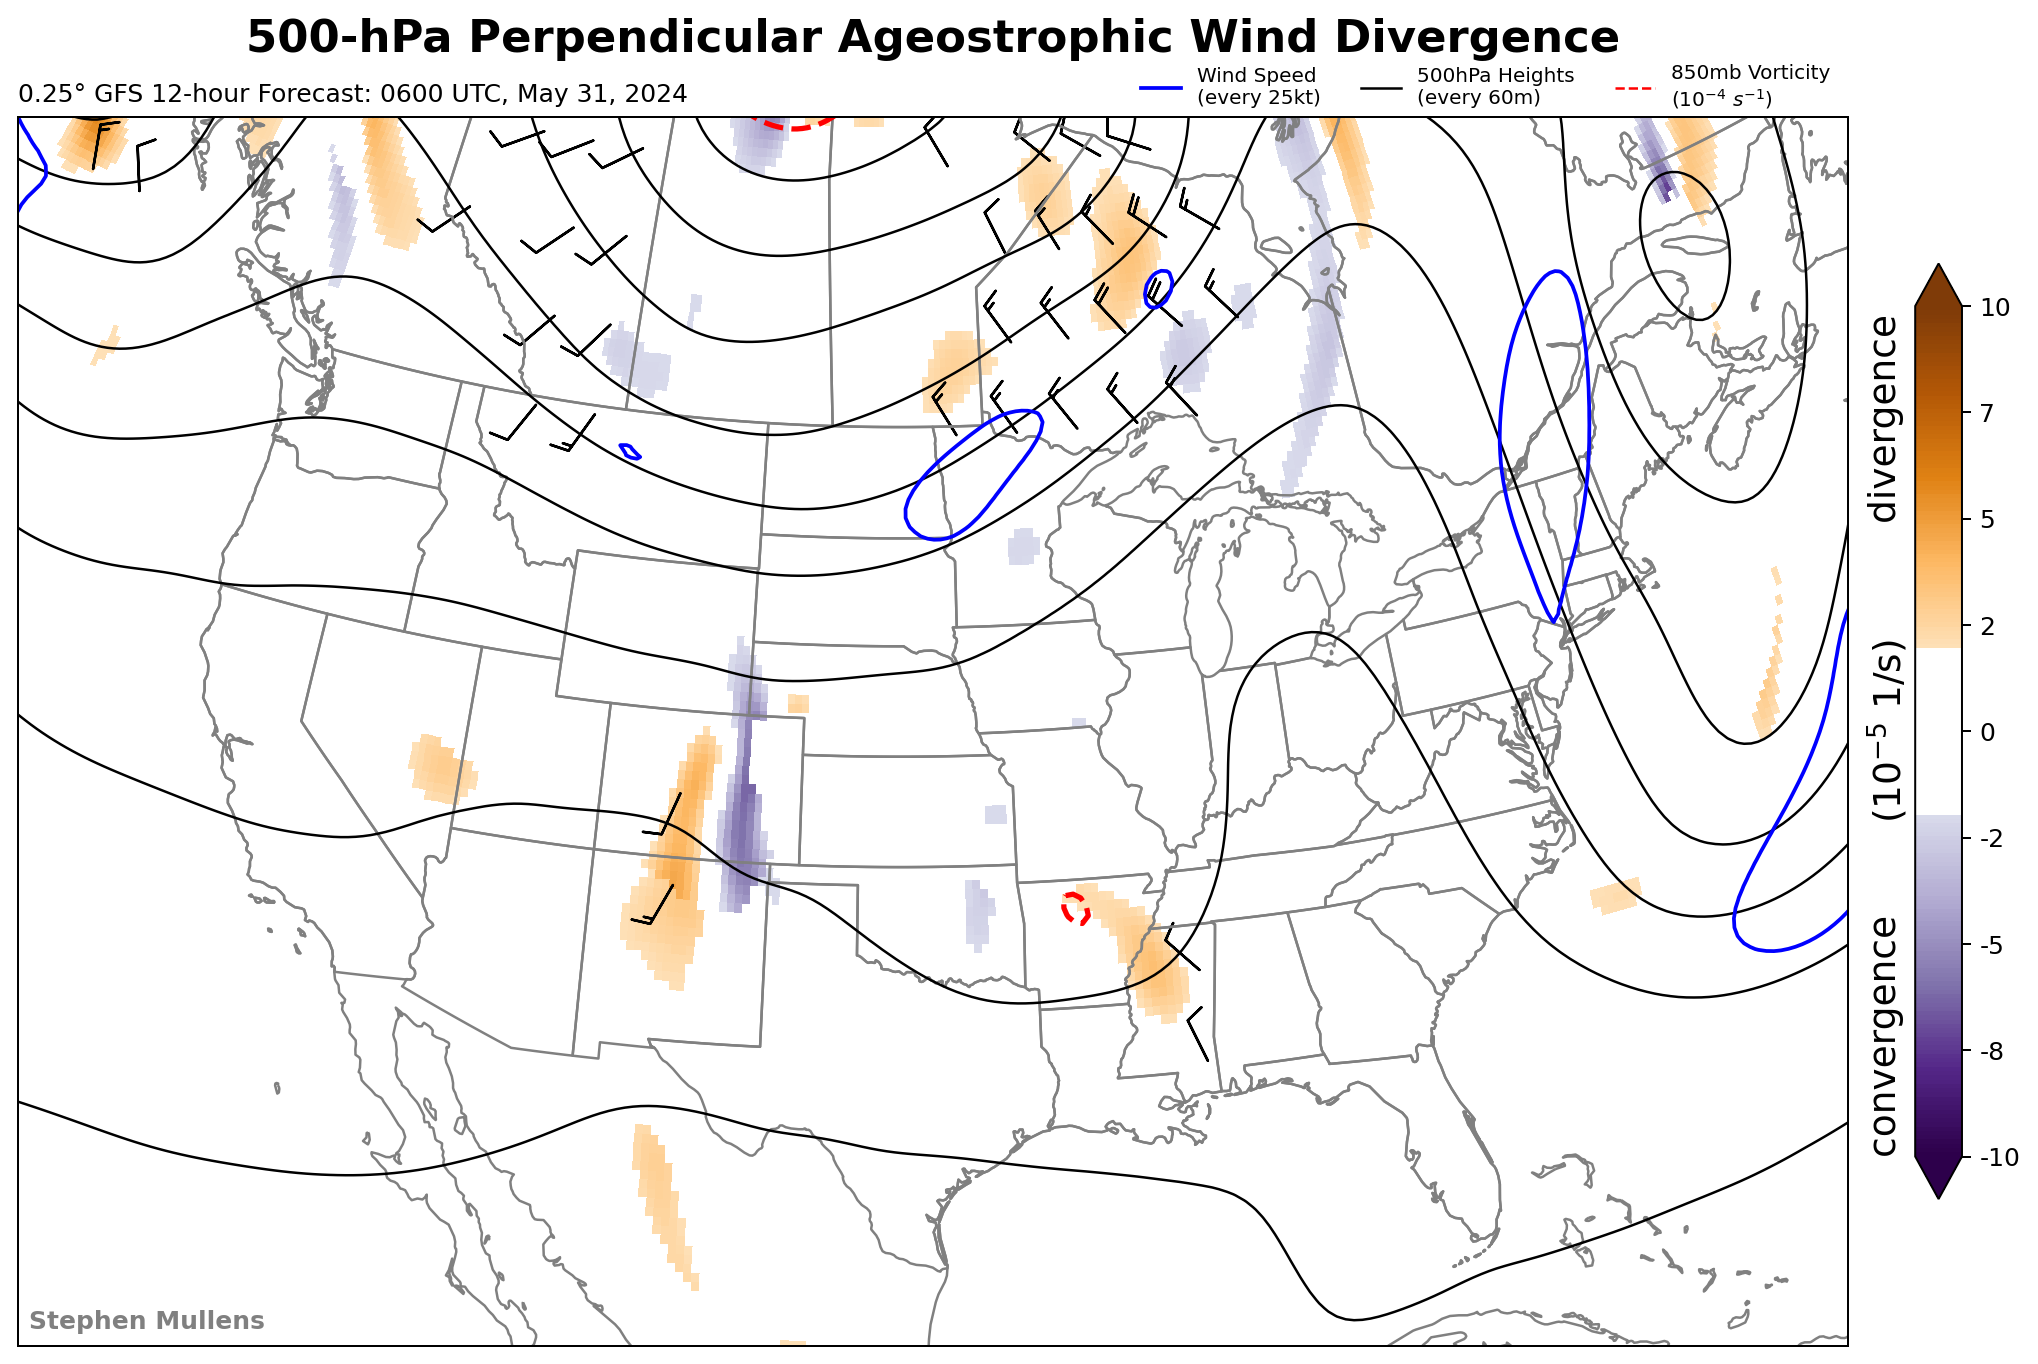 500-hPa Perpendicular Ageostrophic Wind Divergence
0.25° GFS 12-hour Forecast: 0600 UTC, May 31, 2024
Wind Speed
(every 25kt)
500hPa Heights
(every 60m)
850mb Vorticity
(10⁻⁴ s⁻¹)
10
7
5
2
0
-2
-5
-8
-10
convergence (10⁻⁵ 1/s) divergence
Stephen Mullens